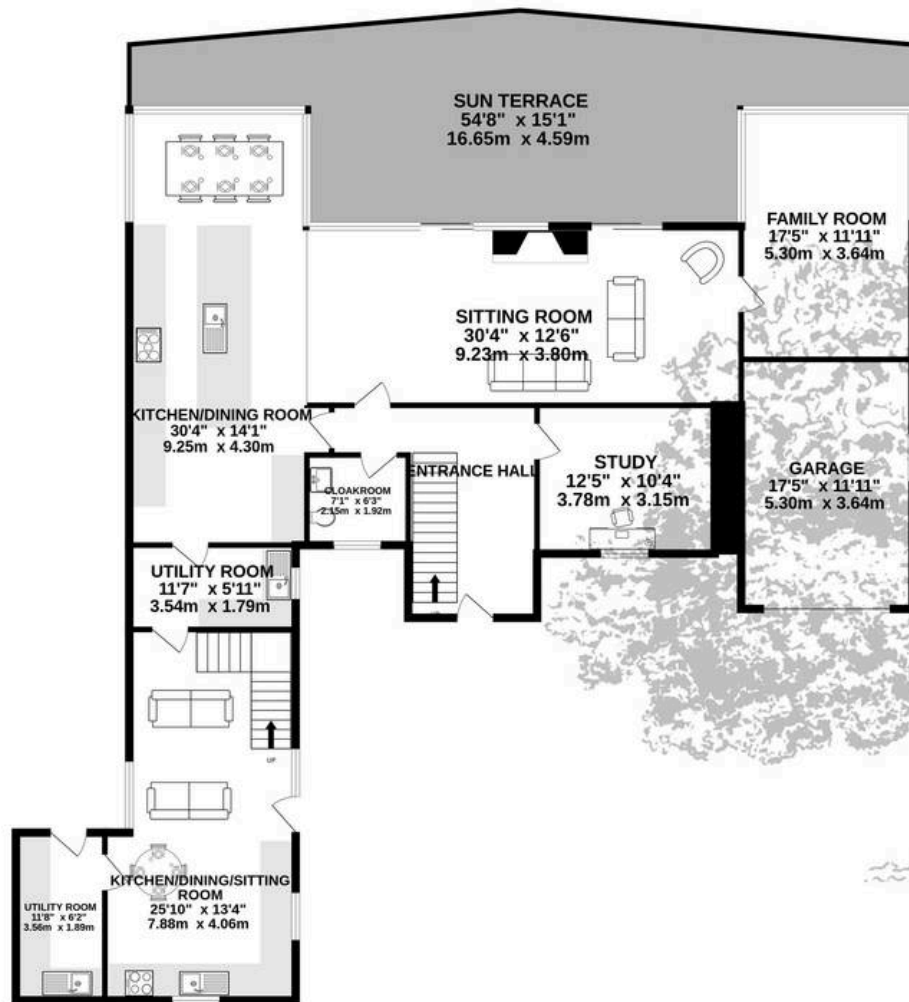 SUN TERRACE
54'8" x 15'1"
16.65m x 4.59m
FAMILY ROOM
17'5" x 11'11"
5.30m x 3.64m
SITTING ROOM
30'4" x 12'6"
9.23m x 3.80m
KITCHEN/DINING ROOM
30'4" x 14'1"
9.25m x 4.30m
ENTRANCE HALL
STUDY
12'5" x 10'4"
3.78m x 3.15m
GARAGE
17'5" x 11'11"
5.30m x 3.64m
CLOAKROOM
7'1" x 6'3"
2.15m x 1.92m
UTILITY ROOM
11'7" x 5'11"
3.54m x 1.79m
UP
KITCHEN/DINING/SITTING
ROOM
25'10" x 13'4"
7.88m x 4.06m
UTILITY ROOM
11'8" x 6'2"
3.56m x 1.89m